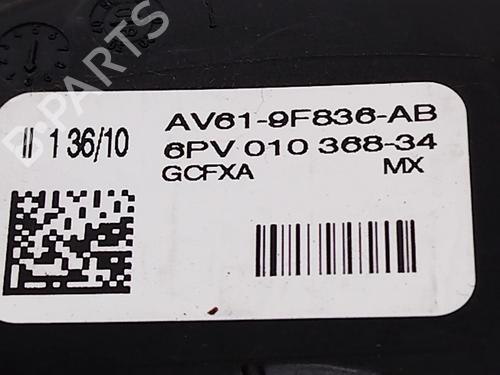 II 1 36/10
AV61-9F836-AB
6PV 010 368-34
GCFXA MX
B-PARTS